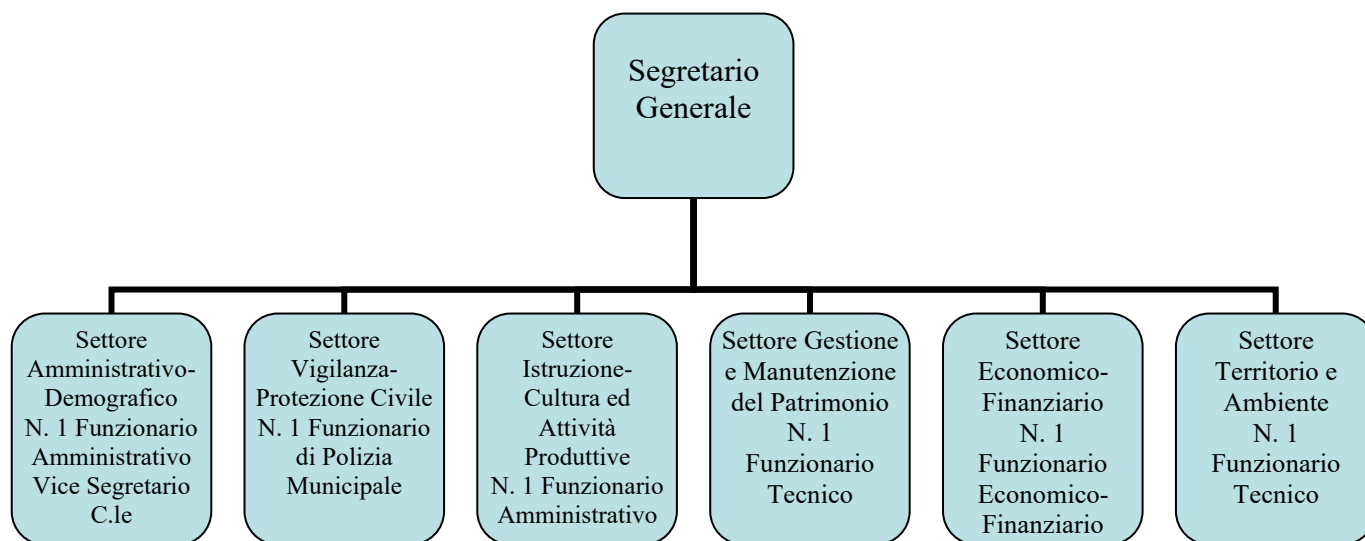 Segretario
Generale
Settore
Amministrativo-
Demografico
N. 1 Funzionario
Amministrativo
Vice Segretario
C.le
Settore
Vigilanza-
Protezione Civile
N. 1 Funzionario
di Polizia
Municipale
Settore
Istruzione-
Cultura ed
Attività
Produttive
N. 1 Funzionario
Amministrativo
Settore Gestione
e Manutenzione
del Patrimonio
N. 1
Funzionario
Tecnico
Settore
Economico-
Finanziario
N. 1
Funzionario
Economico-
Finanziario
Settore
Territorio e
Ambiente
N. 1
Funzionario
Tecnico